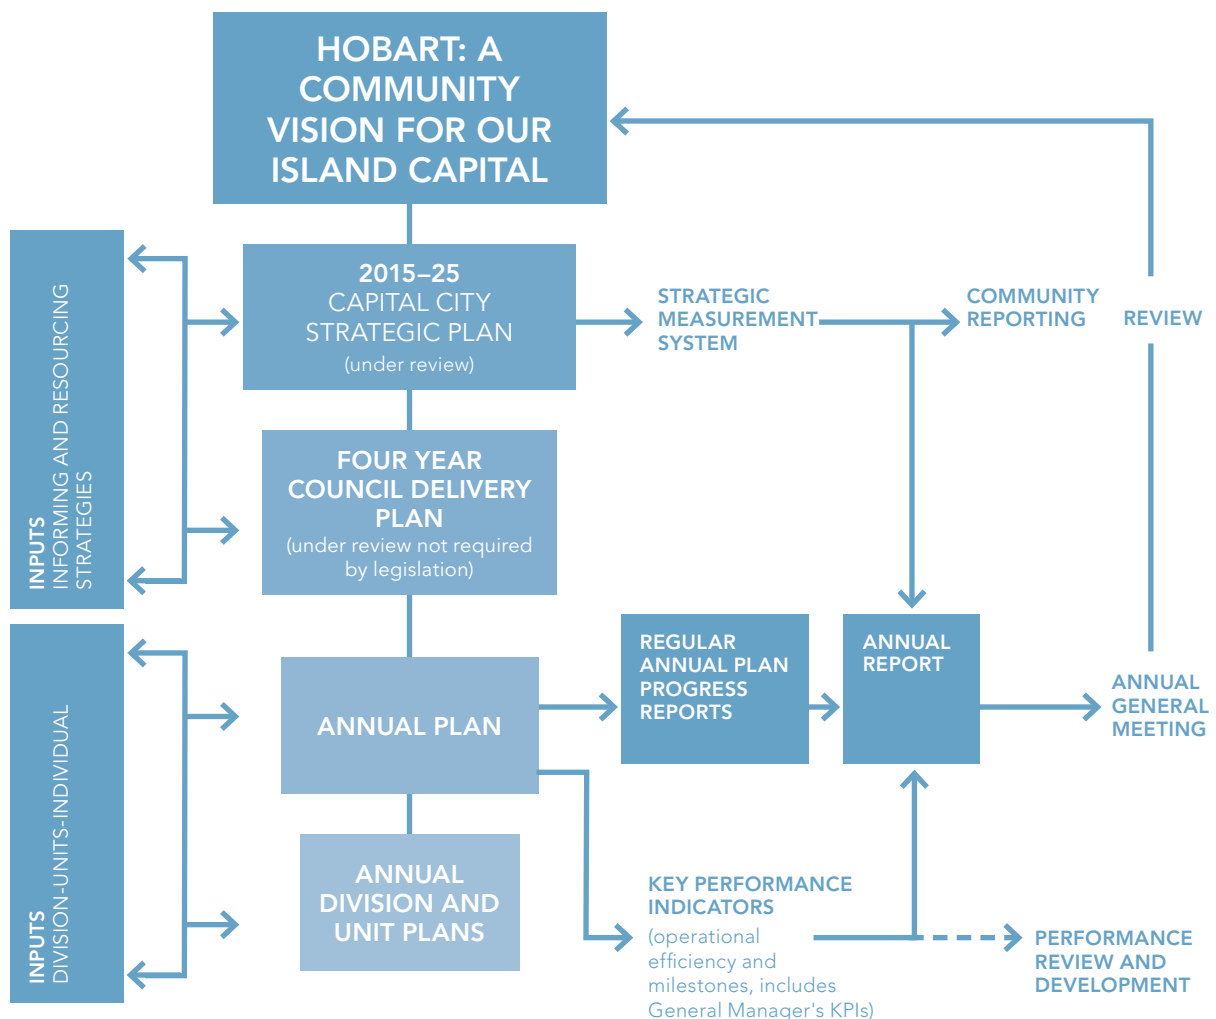 HOBART: A
COMMUNITY
VISION FOR OUR
ISLAND CAPITAL
INPUTS
INFORMING AND RESOURCING
STRATEGIES
2015–25
CAPITAL CITY
STRATEGIC PLAN
(under review)
STRATEGIC
MEASUREMENT
SYSTEM
COMMUNITY
REPORTING
REVIEW
FOUR YEAR
COUNCIL DELIVERY
PLAN
(under review not required
by legislation)
INPUTS
DIVISION-UNITS-INDIVIDUAL
ANNUAL PLAN
REGULAR
ANNUAL PLAN
PROGRESS
REPORTS
ANNUAL
REPORT
ANNUAL
GENERAL
MEETING
ANNUAL
DIVISION AND
UNIT PLANS
KEY PERFORMANCE
INDICATORS
(operational
efficiency and
milestones, includes
General Manager's KPIs)
PERFORMANCE
REVIEW AND
DEVELOPMENT